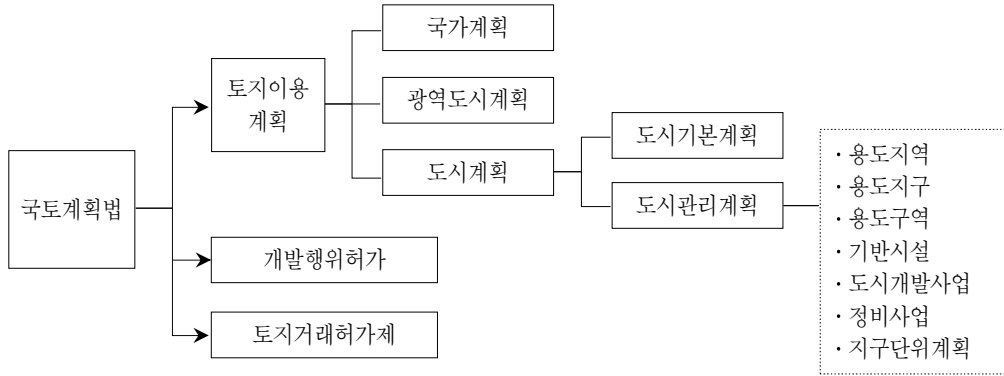 국토계획법
토지이용
계획
개발행위허가
토지거래허가제
국가계획
광역도시계획
도시계획
도시기본계획
도시관리계획
· 용도지역
· 용도지구
· 용도구역
· 기반시설
· 도시개발사업
· 정비사업
· 지구단위계획